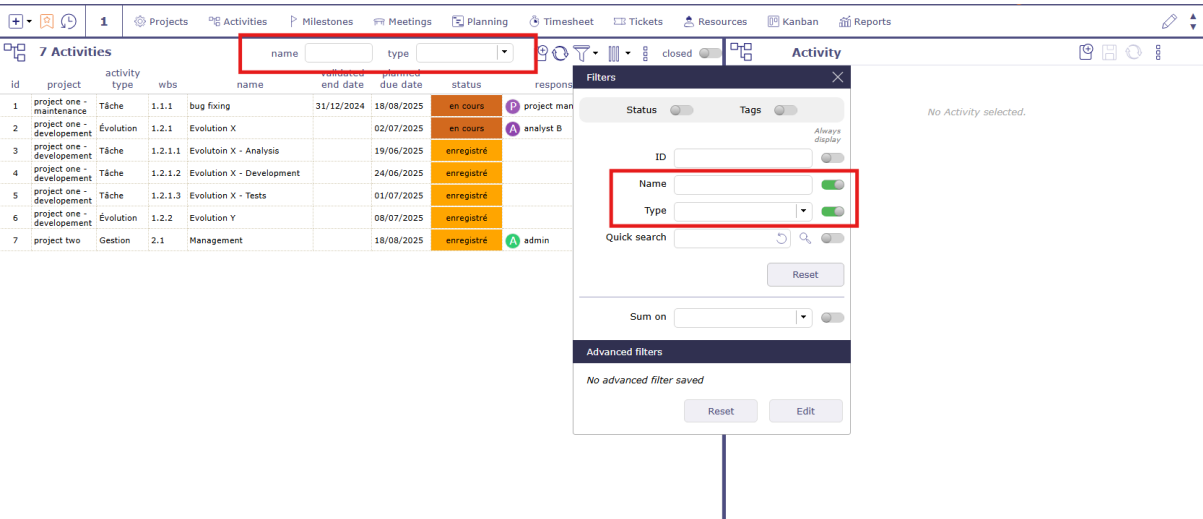 1 Projects Activities Milestones Meetings Planning Timesheet Tickets Resources Kanban Reports
7 Activities name type closed Activity
id project activity type wbs name validated end date planned due date status respons
1 project one - maintenance Tâche 1.1.1 bug fixing 31/12/2024 18/08/2025 en cours P project man
2 project one - developement Évolution 1.2.1 Evolution X 02/07/2025 en cours A analyst B
3 project one - developement Tâche 1.2.1.1 Evolutoin X - Analysis 19/06/2025 enregistré
4 project one - developement Tâche 1.2.1.2 Evolution X - Development 24/06/2025 enregistré
5 project one - developement Tâche 1.2.1.3 Evolution X - Tests 01/07/2025 enregistré
6 project one - developement Évolution 1.2.2 Evolution Y 08/07/2025 enregistré
7 project two Gestion 2.1 Management 18/08/2025 enregistré A admin
Filters
Status Tags
Always
display
ID
Name
Type
Quick search
Reset
Sum on
Advanced filters
No advanced filter saved
Reset Edit
No Activity selected.